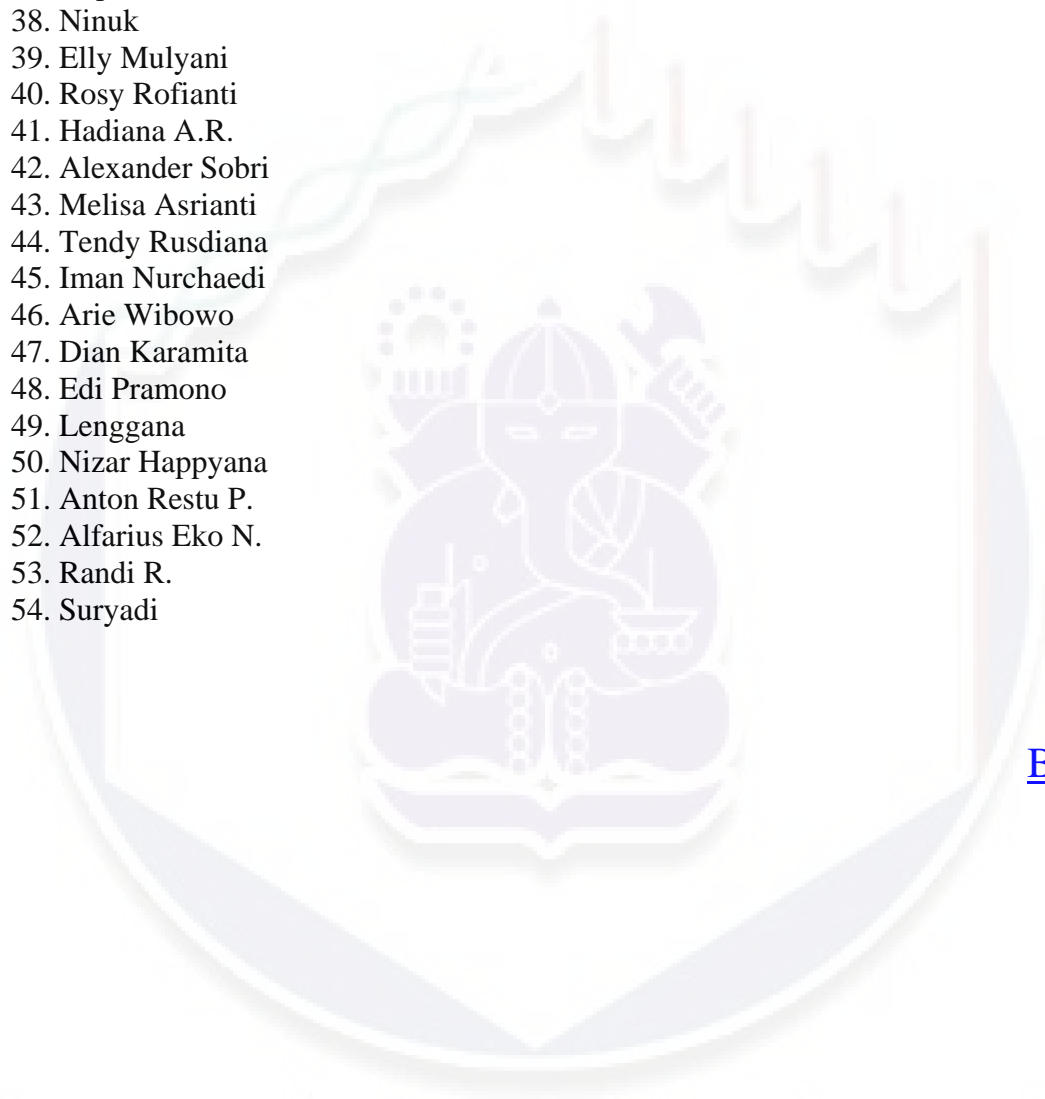 38. Ninuk
39. Elly Mulyani
40. Rosy Rofianti
41. Hadiana A.R.
42. Alexander Sobri
43. Melisa Asrianti
44. Tendy Rusdiana
45. Iman Nurchaedi
46. Arie Wibowo
47. Dian Karamita
48. Edi Pramono
49. Lenggana
50. Nizar Happyana
51. Anton Restu P.
52. Alfarius Eko N.
53. Randi R.
54. Suryadi